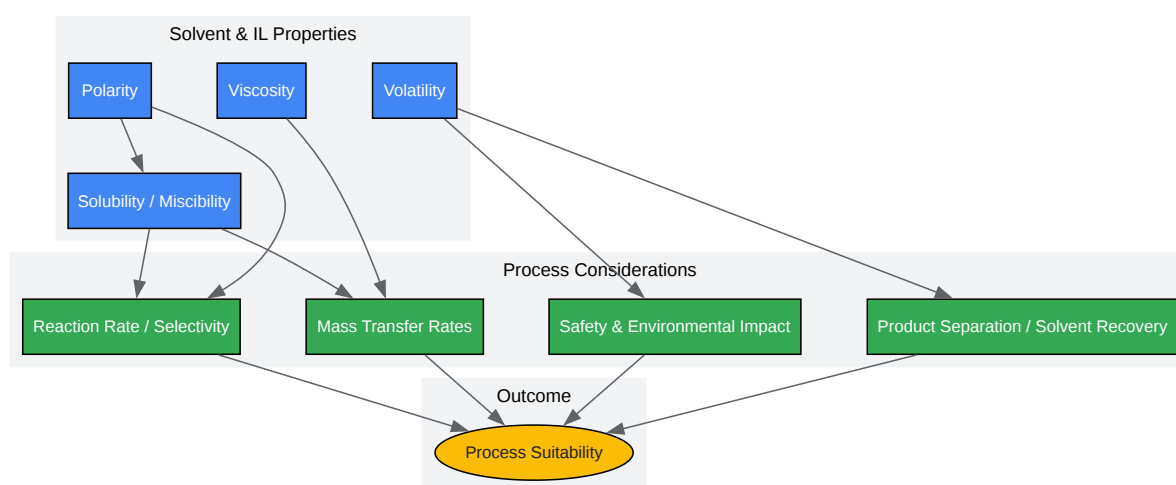 Solvent & IL Properties
Polarity
Viscosity
Volatility
Solubility / Miscibility
Process Considerations
Reaction Rate / Selectivity
Mass Transfer Rates
Safety & Environmental Impact
Product Separation / Solvent Recovery
Outcome
Process Suitability